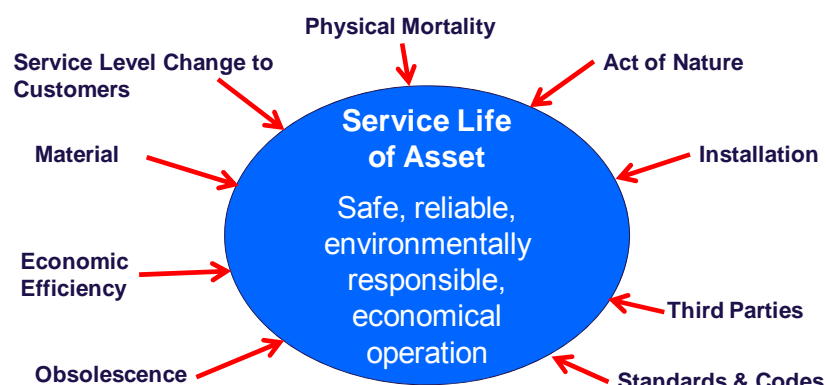 Physical Mortality
Service Level Change to
Customers
Act of Nature
Service Life
of Asset
Material
Installation
Safe, reliable,
environmentally
responsible,
economical
operation
Economic
Efficiency
Third Parties
Obsolescence
Standards & Codes